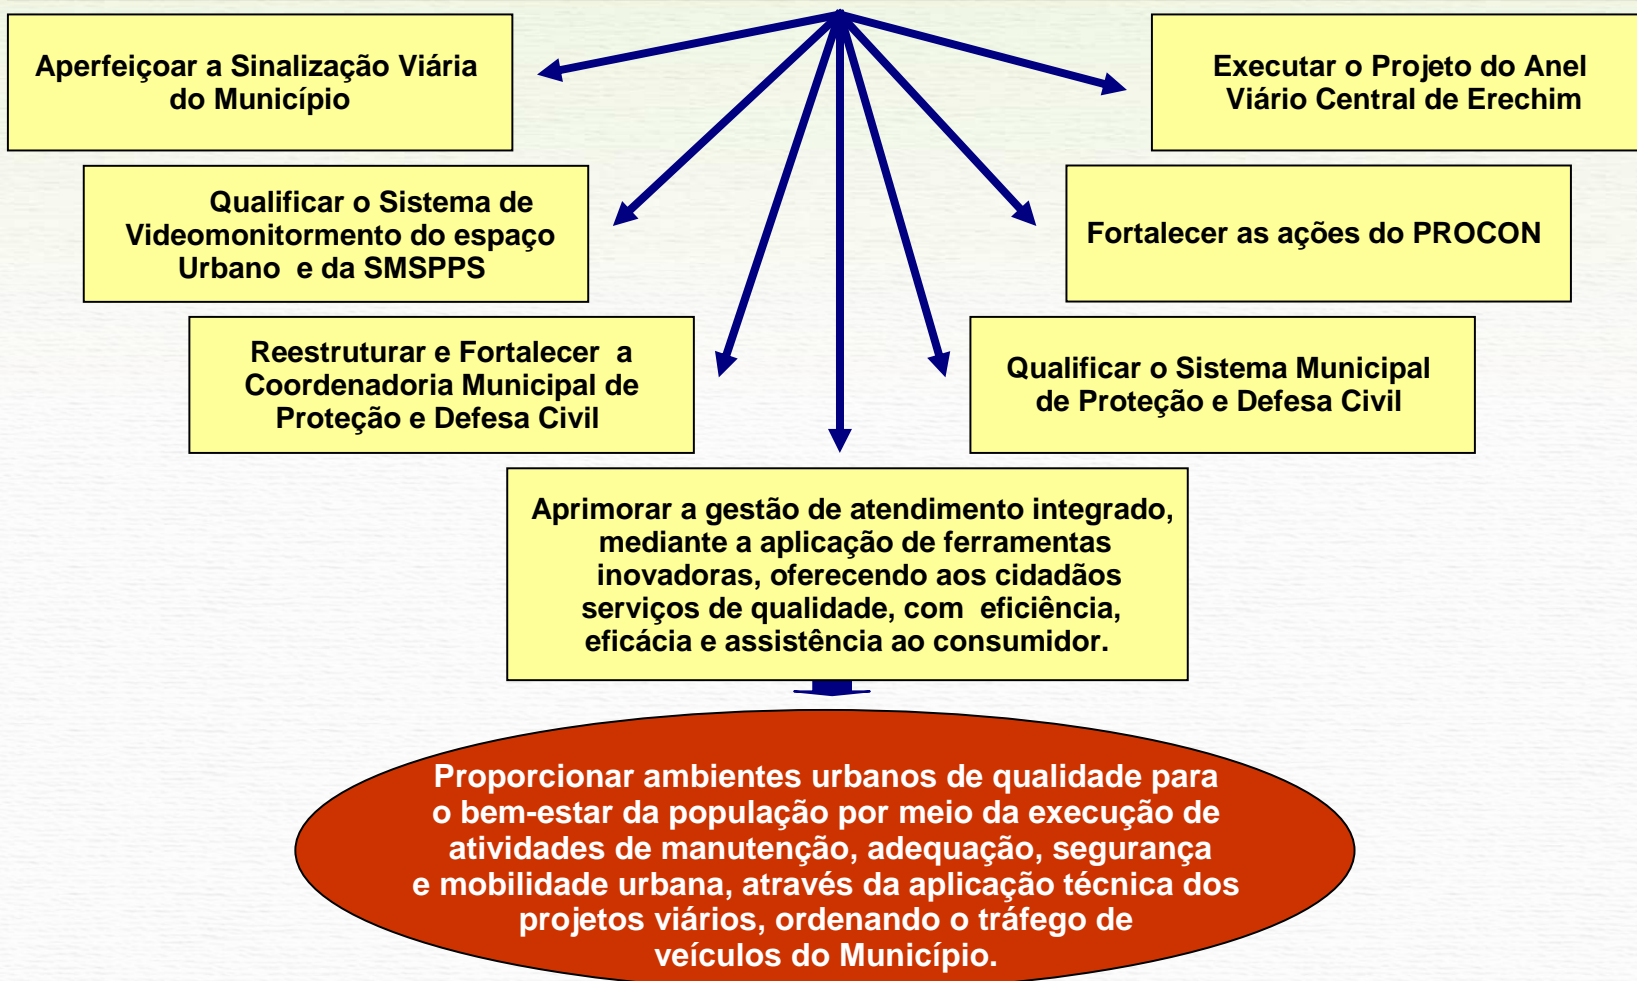 Aperfeiçoar a Sinalização Viária
do Município
Executar o Projeto do Anel
Viário Central de Erechim
Qualificar o Sistema de
Videomonitormento do espaço
Urbano e da SMSPPS
Fortalecer as ações do PROCON
Reestruturar e Fortalecer a
Coordenadoria Municipal de
Proteção e Defesa Civil
Qualificar o Sistema Municipal
de Proteção e Defesa Civil
Aprimorar a gestão de atendimento integrado,
mediante a aplicação de ferramentas
inovadoras, oferecendo aos cidadãos
serviços de qualidade, com eficiência,
eficácia e assistência ao consumidor.
Proporcionar ambientes urbanos de qualidade para
o bem-estar da população por meio da execução de
atividades de manutenção, adequação, segurança
e mobilidade urbana, através da aplicação técnica dos
projetos viários, ordenando o tráfego de
veículos do Município.